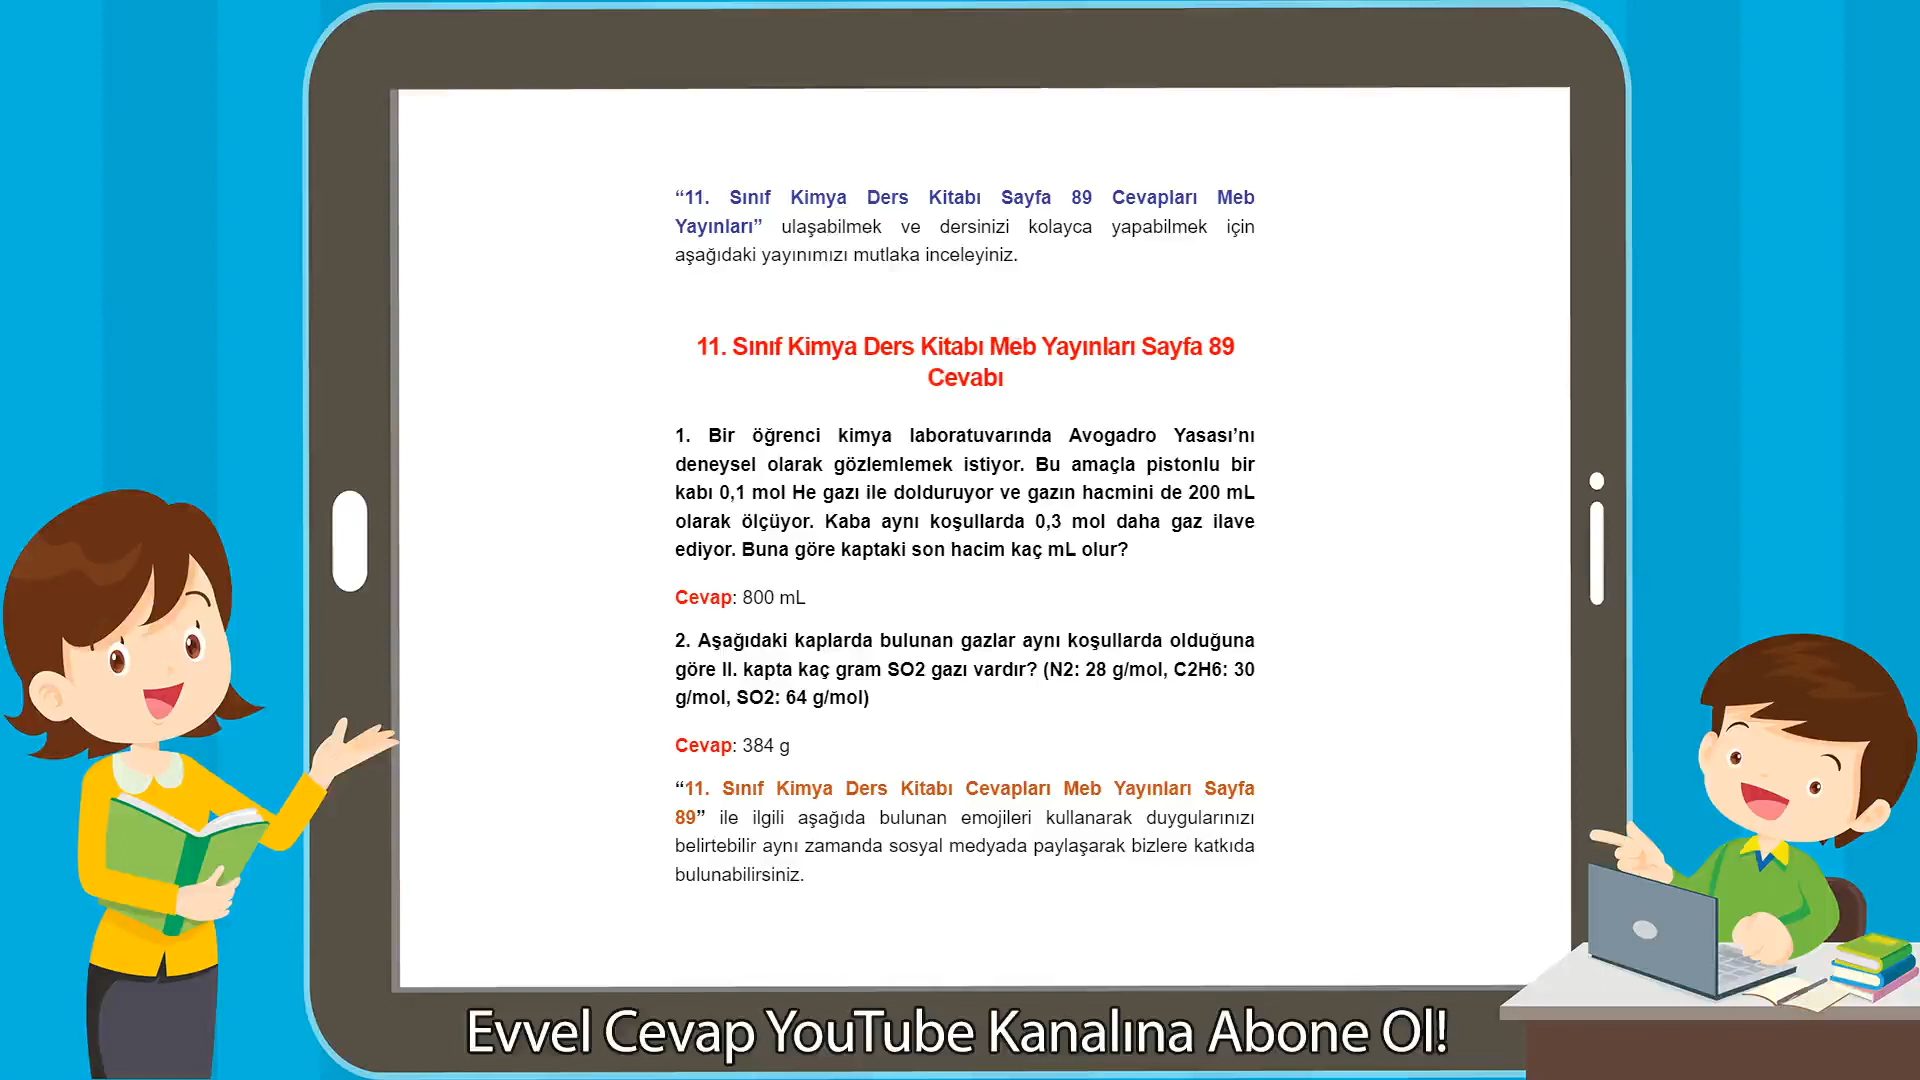 “11. Sınıf Kimya Ders Kitabı Sayfa 89 Cevapları Meb
Yayınları” ulaşabilmek ve dersinizi kolayca yapabilmek için
aşağıdaki yayınımızı mutlaka inceleyiniz.
11. Sınıf Kimya Ders Kitabı Meb Yayınları Sayfa 89
Cevabı
1. Bir öğrenci kimya laboratuvarında Avogadro Yasası’nı
deneysel olarak gözlemlemek istiyor. Bu amaçla pistonlu bir
kabı 0,1 mol He gazı ile dolduruyor ve gazın hacmini de 200 mL
olarak ölçüyor. Kaba aynı koşullarda 0,3 mol daha gaz ilave
ediyor. Buna göre kaptaki son hacim kaç mL olur?
Cevap: 800 mL
2. Aşağıdaki kaplarda bulunan gazlar aynı koşullarda olduğuna
göre II. kapta kaç gram SO2 gazı vardır? (N2: 28 g/mol, C2H6: 30
g/mol, SO2: 64 g/mol)
Cevap: 384 g
“11. Sınıf Kimya Ders Kitabı Cevapları Meb Yayınları Sayfa
89” ile ilgili aşağıda bulunan emojileri kullanarak duygularınızı
belirtebilir aynı zamanda sosyal medyada paylaşarak bizlere katkıda
bulunabilirsiniz.
Evvel Cevap YouTube Kanalına Abone Ol!